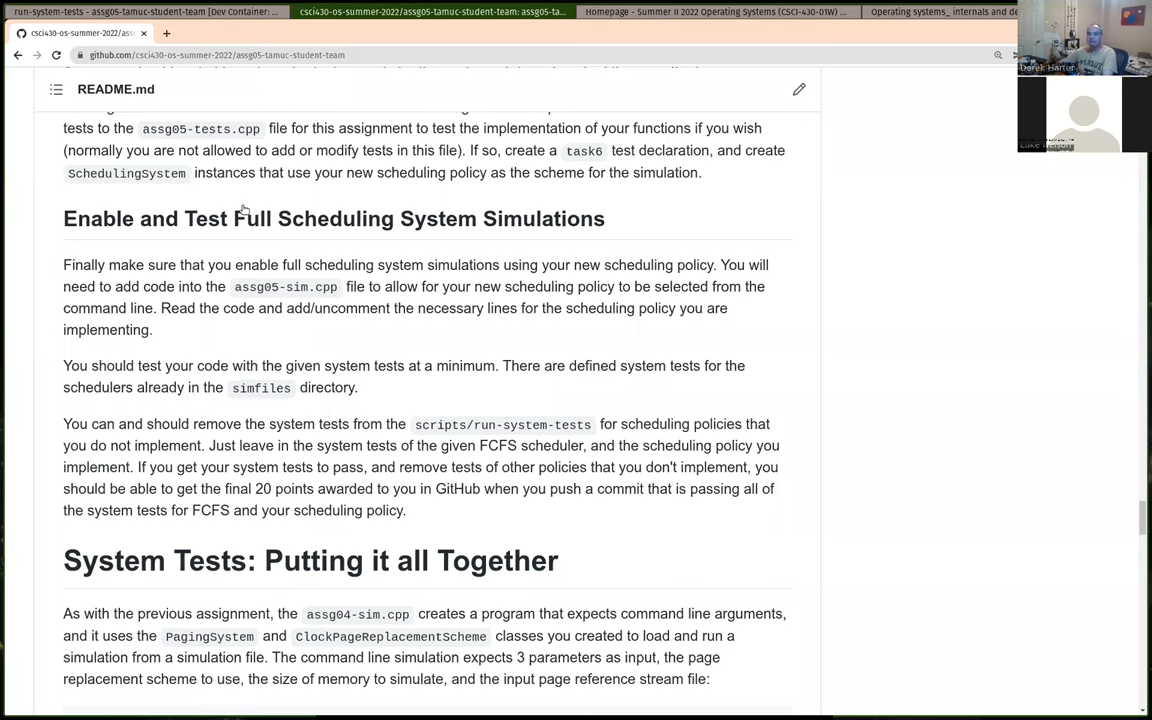 run-system-tests - assg05-tamuc-student-team [Dev Container: ...
csci430-os-summer-2022/assg05-tamuc-student-team: assg05-ta...
Homepage - Summer II 2022 Operating Systems (CSCI-430-01W) ...
Operating systems_ internals and de
csci430-os-summer-2022/ass
github.com/csci430-os-summer-2022/assg05-tamuc-student-team
Derek Harter
README.md
tests to the assg05-tests.cpp file for this assignment to test the implementation of your functions if you wish
(normally you are not allowed to add or modify tests in this file). If so, create a task6 test declaration, and create
SchedulingSystem instances that use your new scheduling policy as the scheme for the simulation.
Enable and Test Full Scheduling System Simulations
Finally make sure that you enable full scheduling system simulations using your new scheduling policy. You will
need to add code into the assg05-sim.cpp file to allow for your new scheduling policy to be selected from the
command line. Read the code and add/uncomment the necessary lines for the scheduling policy you are
implementing.
You should test your code with the given system tests at a minimum. There are defined system tests for the
schedulers already in the simfiles directory.
You can and should remove the system tests from the scripts/run-system-tests for scheduling policies that
you do not implement. Just leave in the system tests of the given FCFS scheduler, and the scheduling policy you
implement. If you get your system tests to pass, and remove tests of other policies that you don't implement, you
should be able to get the final 20 points awarded to you in GitHub when you push a commit that is passing all of
the system tests for FCFS and your scheduling policy.
System Tests: Putting it all Together
As with the previous assignment, the assg04-sim.cpp creates a program that expects command line arguments,
and it uses the PagingSystem and ClockPageReplacementScheme classes you created to load and run a
simulation from a simulation file. The command line simulation expects 3 parameters as input, the page
replacement scheme to use, the size of memory to simulate, and the input page reference stream file: